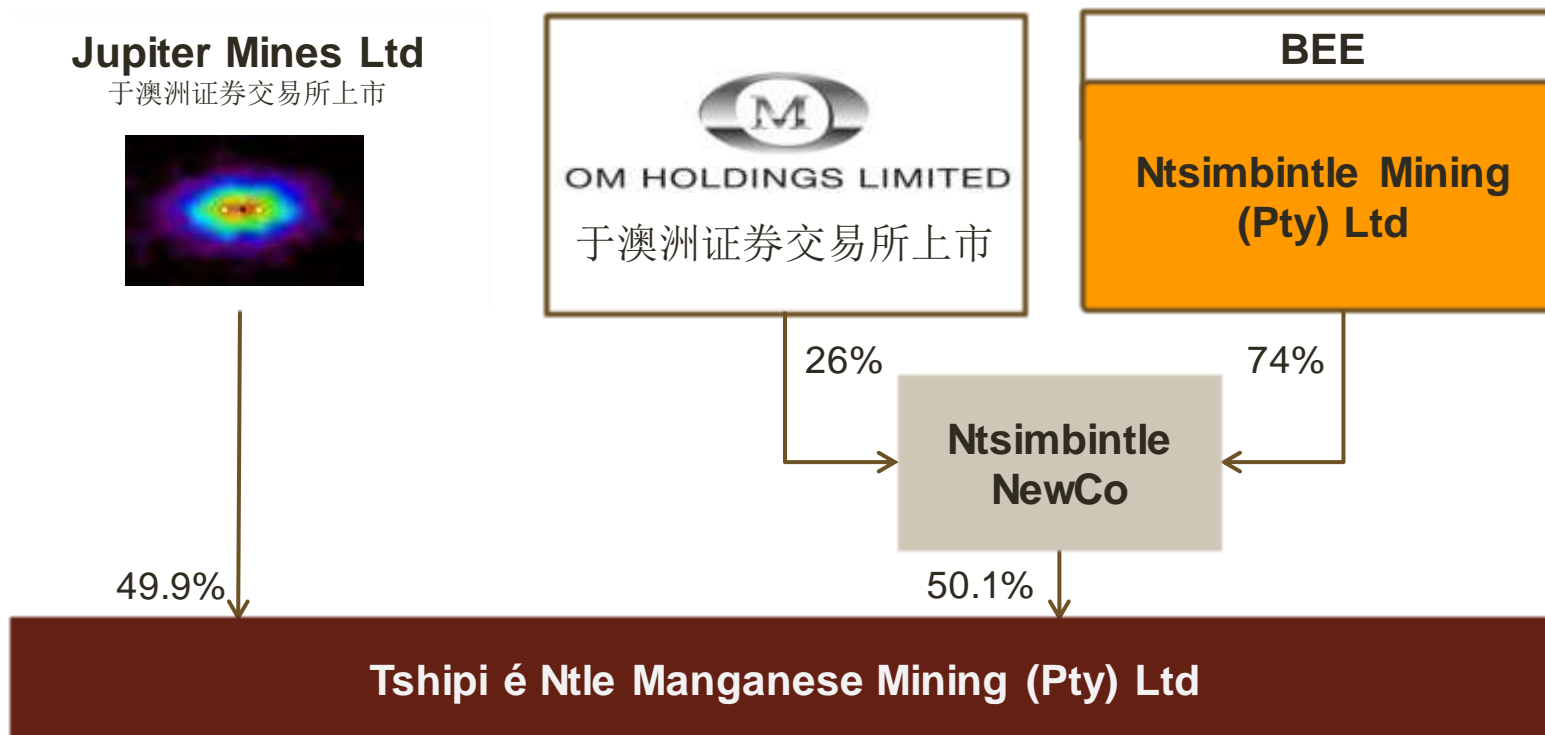 Jupiter Mines Ltd
于澳洲证券交易所上市
M
OM HOLDINGS LIMITED
于澳洲证券交易所上市
BEE
Ntsimbintle Mining
(Pty) Ltd
26%
74%
Ntsimbintle
NewCo
49.9%
50.1%
Tshipi é Ntle Manganese Mining (Pty) Ltd